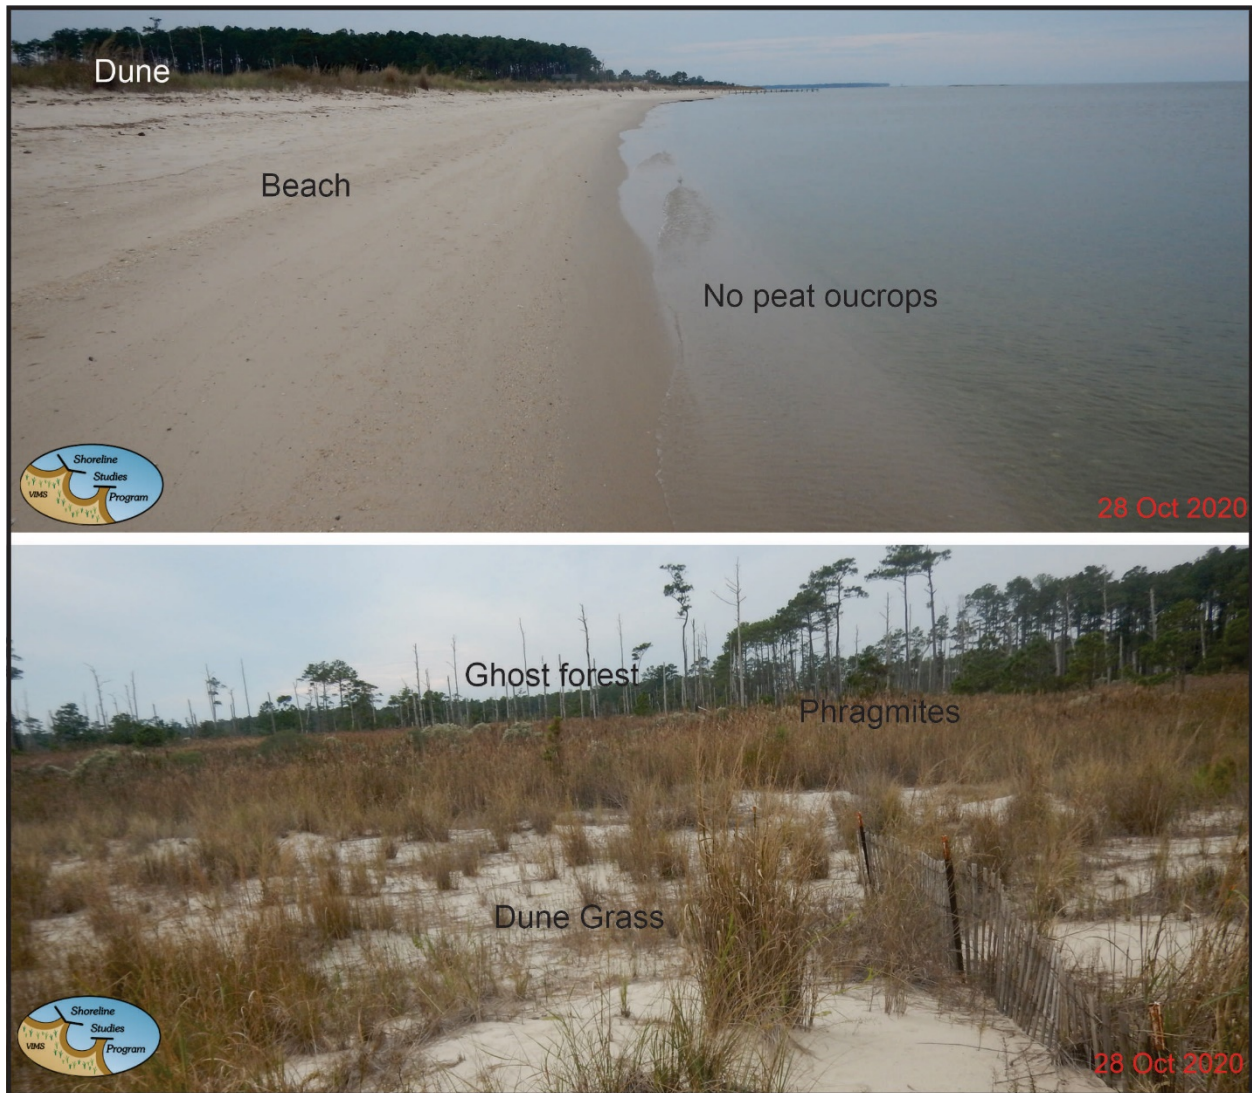 Dune
Beach
No peat oucrops
Shoreline
Studies
VIMS
Program
28 Oct 2020
Ghost forest
Phragmites
Dune Grass
Shoreline
Studies
VIMS
Program
28 Oct 2020